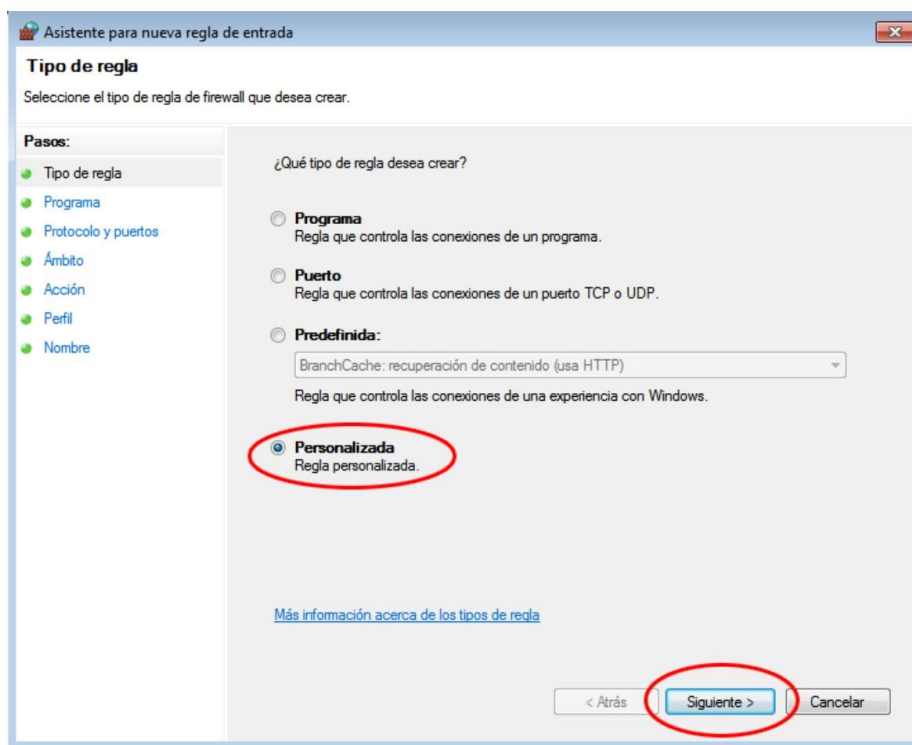 Asistente para nueva regla de entrada
Tipo de regla
Seleccione el tipo de regla de firewall que desea crear.
Pasos:
Tipo de regla
Programa
Protocolo y puertos
Ámbito
Acción
Perfil
Nombre
¿Qué tipo de regla desea crear?
Programa
Regla que controla las conexiones de un programa.
Puerto
Regla que controla las conexiones de un puerto TCP o UDP.
Predefinida:
BranchCache: recuperación de contenido (usa HTTP)
Regla que controla las conexiones de una experiencia con Windows.
Personalizada
Regla personalizada.
Más información acerca de los tipos de regla
< Atrás
Siguiente >
Cancelar